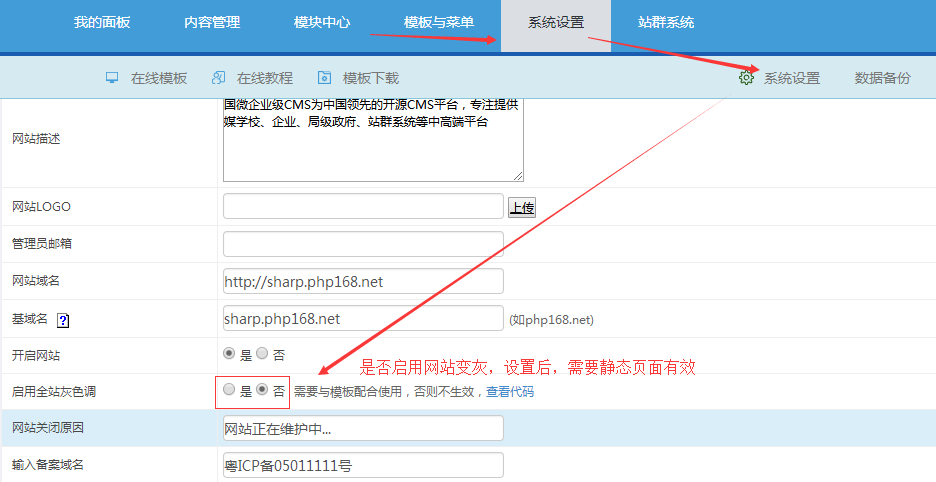 我的面板 内容管理 模块中心 模板与菜单 系统设置 站群系统
在线模板 在线教程 模板下载 系统设置 数据备份
国微企业级CMS为中国领先的开源CMS平台，专注提供
网站描述 媒学校、企业、局级政府、站群系统等中高端平台
网站LOGO 上传
管理员邮箱
网站域名 http://sharp.php168.net
基域名 ? sharp.php168.net (如php168.net)
开启网站 是 否
是否启用网站变灰，设置后，需要静态页面有效
启用全站灰色调 是 否 需要与模板配合使用，否则不生效，查看代码
网站关闭原因 网站正在维护中...
输入备案域名 粤ICP备05011111号